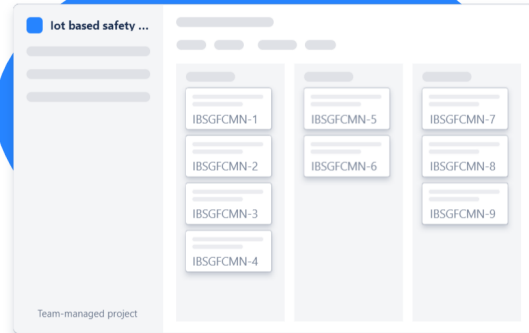 Iot based safety ...
IBSGFCMN-1
IBSGFCMN-2
IBSGFCMN-3
IBSGFCMN-4
IBSGFCMN-5
IBSGFCMN-6
IBSGFCMN-7
IBSGFCMN-8
IBSGFCMN-9
Team-managed project